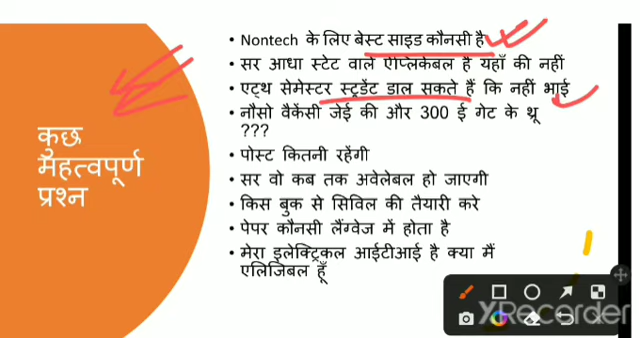 कुछ
महत्वपूर्ण
प्रश्न
• Nontech के लिए बेस्ट साइड कौनसी है
• सर आधा स्टेट वाले ऐप्लिकेबल है यहाँ की नहीं
• एट्थ सेमेस्टर स्टूडेंट डाल सकते हैं कि नहीं भाई
• नौसो वैकेंसी जेई की और 300 ई गेट के थ्रू
???
• पोस्ट कितनी रहेंगी
• सर वो कब तक अवेलेबल हो जाएगी
• किस बुक से सिविल की तैयारी करे
• पेपर कौनसी लैंग्वेज में होता है
• मेरा इलेक्ट्रिकल आईटीआई है क्या मैं
एलिजिबल हूँ
XRecorder